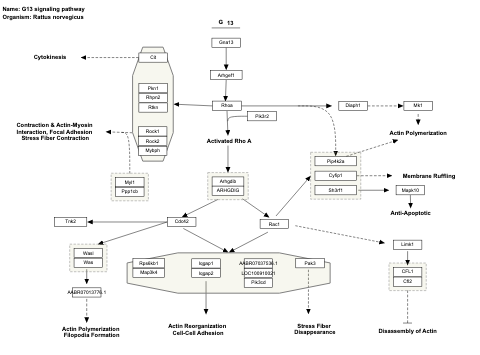 Name: G13 signaling pathway
Organism: Rattus norvegicus
G 13
Gna13
Cytokinesis
Cit
Arhgef1
Pkn1
Rhpn2
Rtkn
Rhoa
Diaph1
Mk1
Pik3r2
Contraction & Actin-Myosin
Interaction, Focal Adhesion
Stress Fiber Contraction
Rock1
Rock2
Mybph
Activated Rho A
Actin Polymerization
Pip4k2a
Cyfip1
Membrane Ruffling
Myl1
Ppp1cb
Arhgdib
ARHGDIG
Sh3rf1
Mapk10
Anti-Apoptotic
Tnk2
Cdc42
Rac1
Limk1
Wasl
Was
Rps6kb1
Map3k4
Iqgap1
Iqgap2
AABR07037536.1
LOC100910021
Pik3cd
Pak3
CFL1
Cfl2
AABR07013776.1
Actin Polymerization
Filopodia Formation
Actin Reorganization
Cell-Cell Adhesion
Stress Fiber
Disappearance
Disassembly of Actin